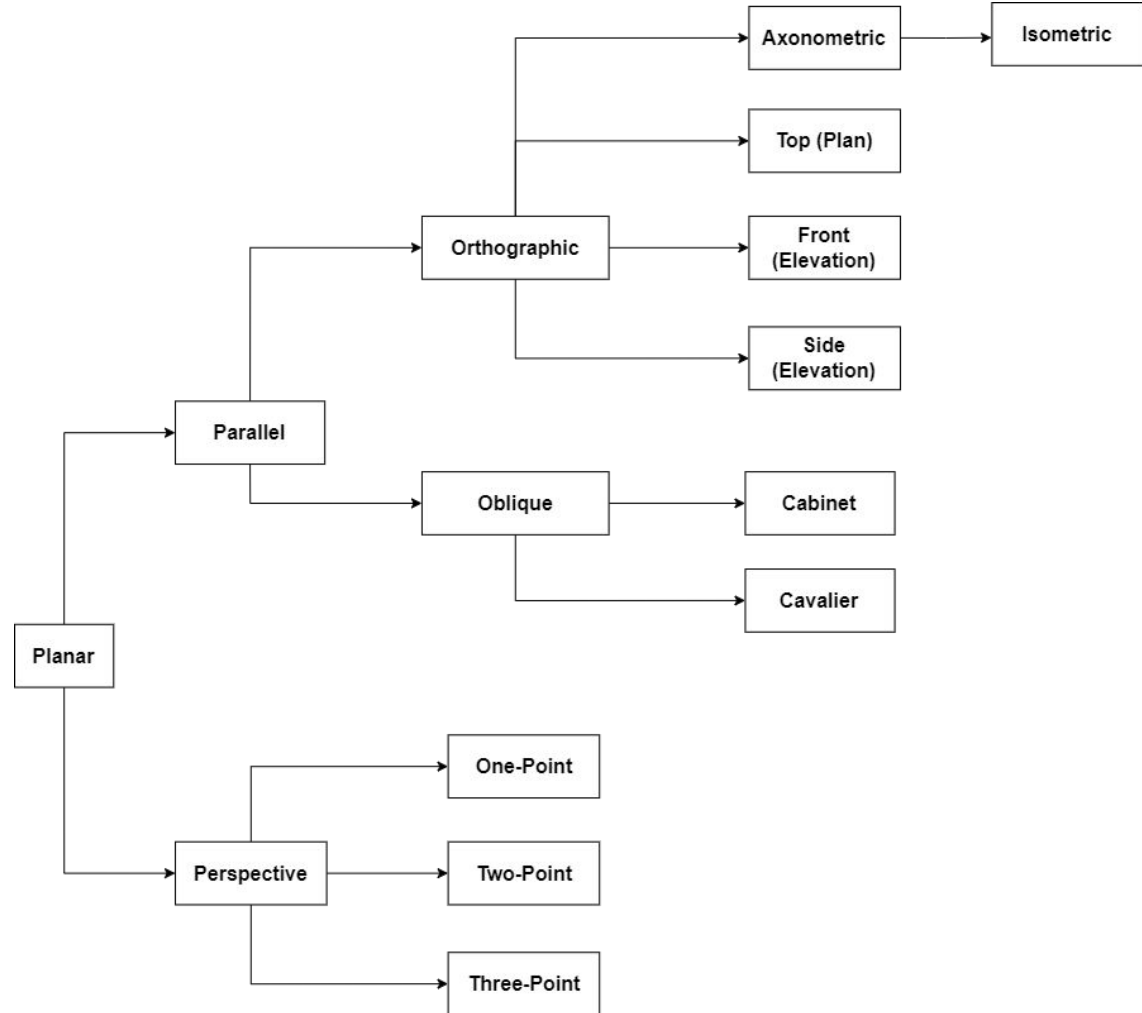 Axonometric
Isometric
Top (Plan)
Orthographic
Front
(Elevation)
Side
(Elevation)
Parallel
Oblique
Cabinet
Cavalier
Planar
One-Point
Perspective
Two-Point
Three-Point